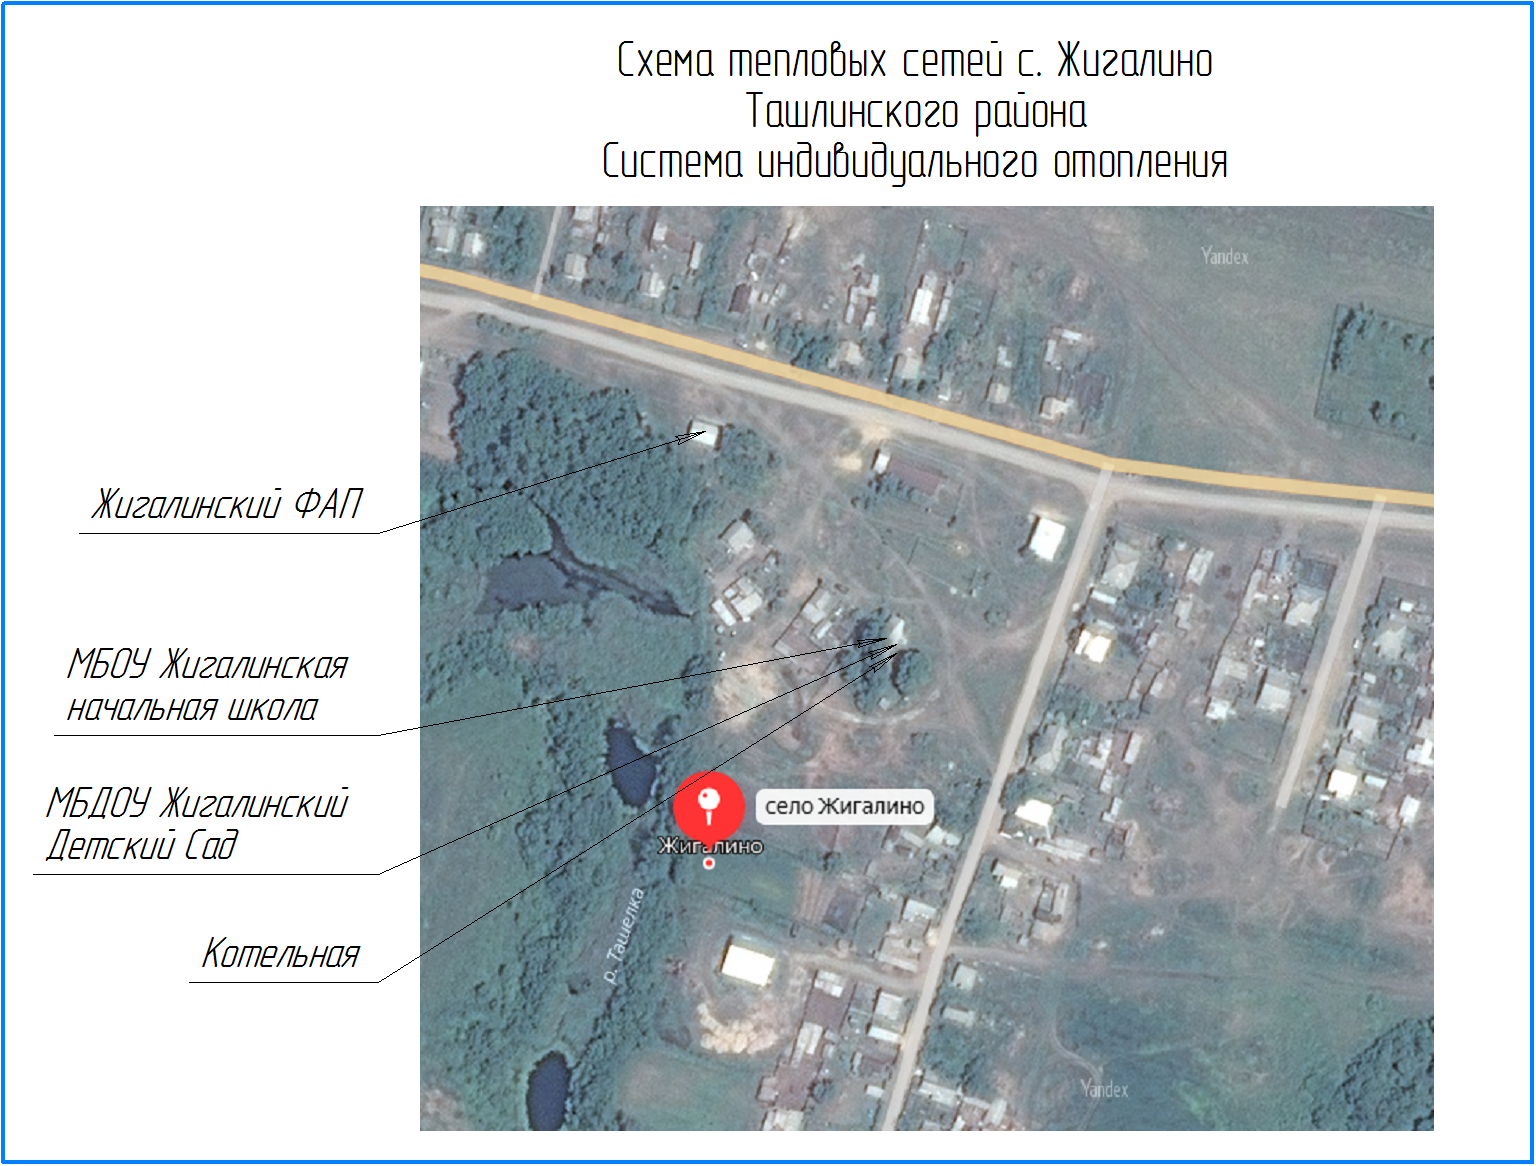 Схема тепловых сетей с. Жигалино
Ташлинского района
Система индивидуального отопления
Yandex
Жигалинский ФАП
МБОУ Жигалинская
начальная школа
МБДОУ Жигалинский
Детский Сад
село Жигалино
Жигалино
р. Ташелка
Котельная
Yandex